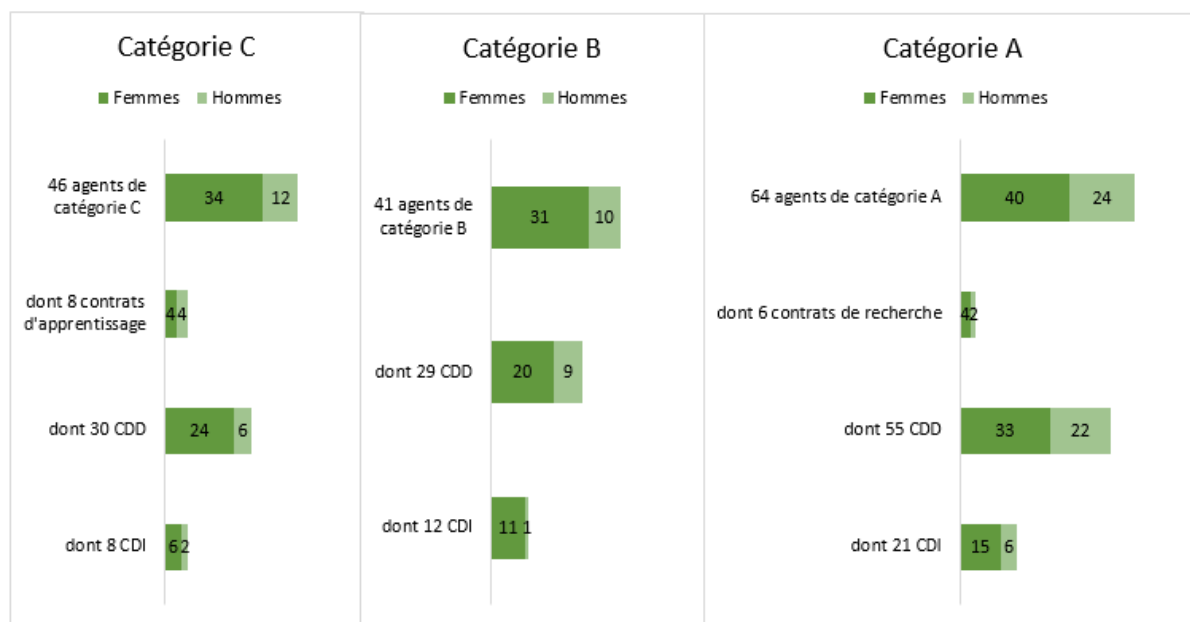 Catégorie C
Femmes Hommes
46 agents de
catégorie C
34 12
dont 8 contrats
d'apprentissage
4 4
dont 30 CDD
24 6
dont 8 CDI
6 2
Catégorie B
Femmes Hommes
41 agents de
catégorie B
31 10
dont 29 CDD
20 9
dont 12 CDI
11 1
Catégorie A
Femmes Hommes
64 agents de catégorie A
40 24
dont 6 contrats de recherche
4 2
dont 55 CDD
33 22
dont 21 CDI
15 6